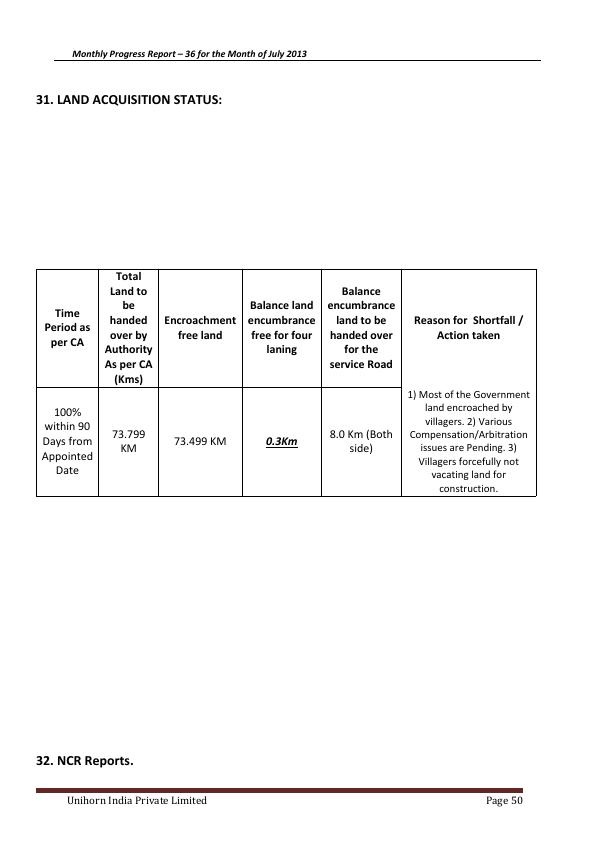 Monthly Progress Report – 36 for the Month of July 2013
31. LAND ACQUISITION STATUS:
Time
Period as
per CA
Total
Land to
be
handed
over by
Authority
As per CA
(Kms)
Encroachment
free land
Balance land
encumbrance
free for four
laning
Balance
encumbrance
land to be
handed over
for the
service Road
Reason for Shortfall /
Action taken
100%
within 90
Days from
Appointed
Date
73.799
KM
73.499 KM
0.3Km
8.0 Km (Both
side)
1) Most of the Government
land encroached by
villagers. 2) Various
Compensation/Arbitration
issues are Pending. 3)
Villagers forcefully not
vacating land for
construction.
32. NCR Reports.
Unihorn India Private Limited
Page 50